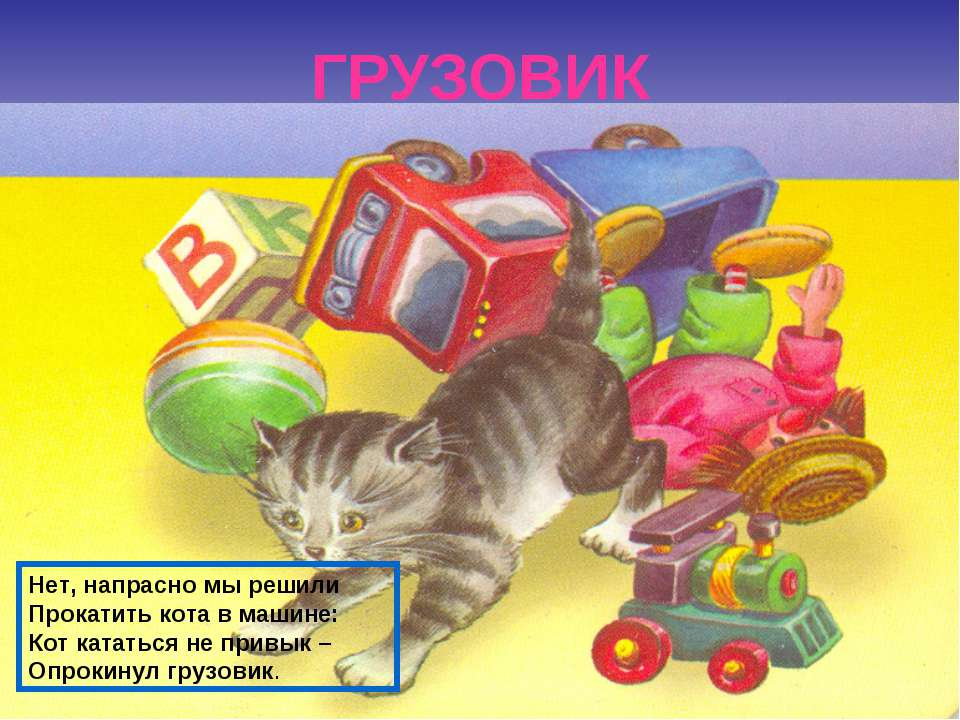 ГРУЗОВИК
В
К
Нет, напрасно мы решили
Прокатить кота в машине:
Кот кататься не привык –
Опрокинул грузовик.